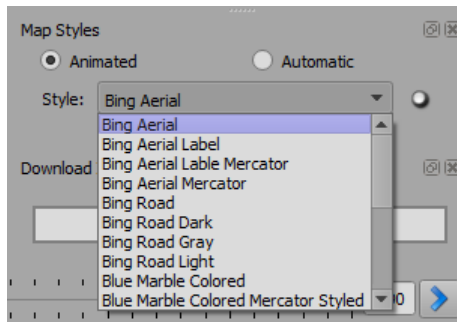 Map Styles
Animated
Automatic
Style:
Bing Aerial
Bing Aerial
Bing Aerial Label
Bing Aerial Lable Mercator
Download
Bing Aerial Mercator
Bing Road
Bing Road Dark
Bing Road Gray
Bing Road Light
Blue Marble Colored
Blue Marble Colored Mercator Styled